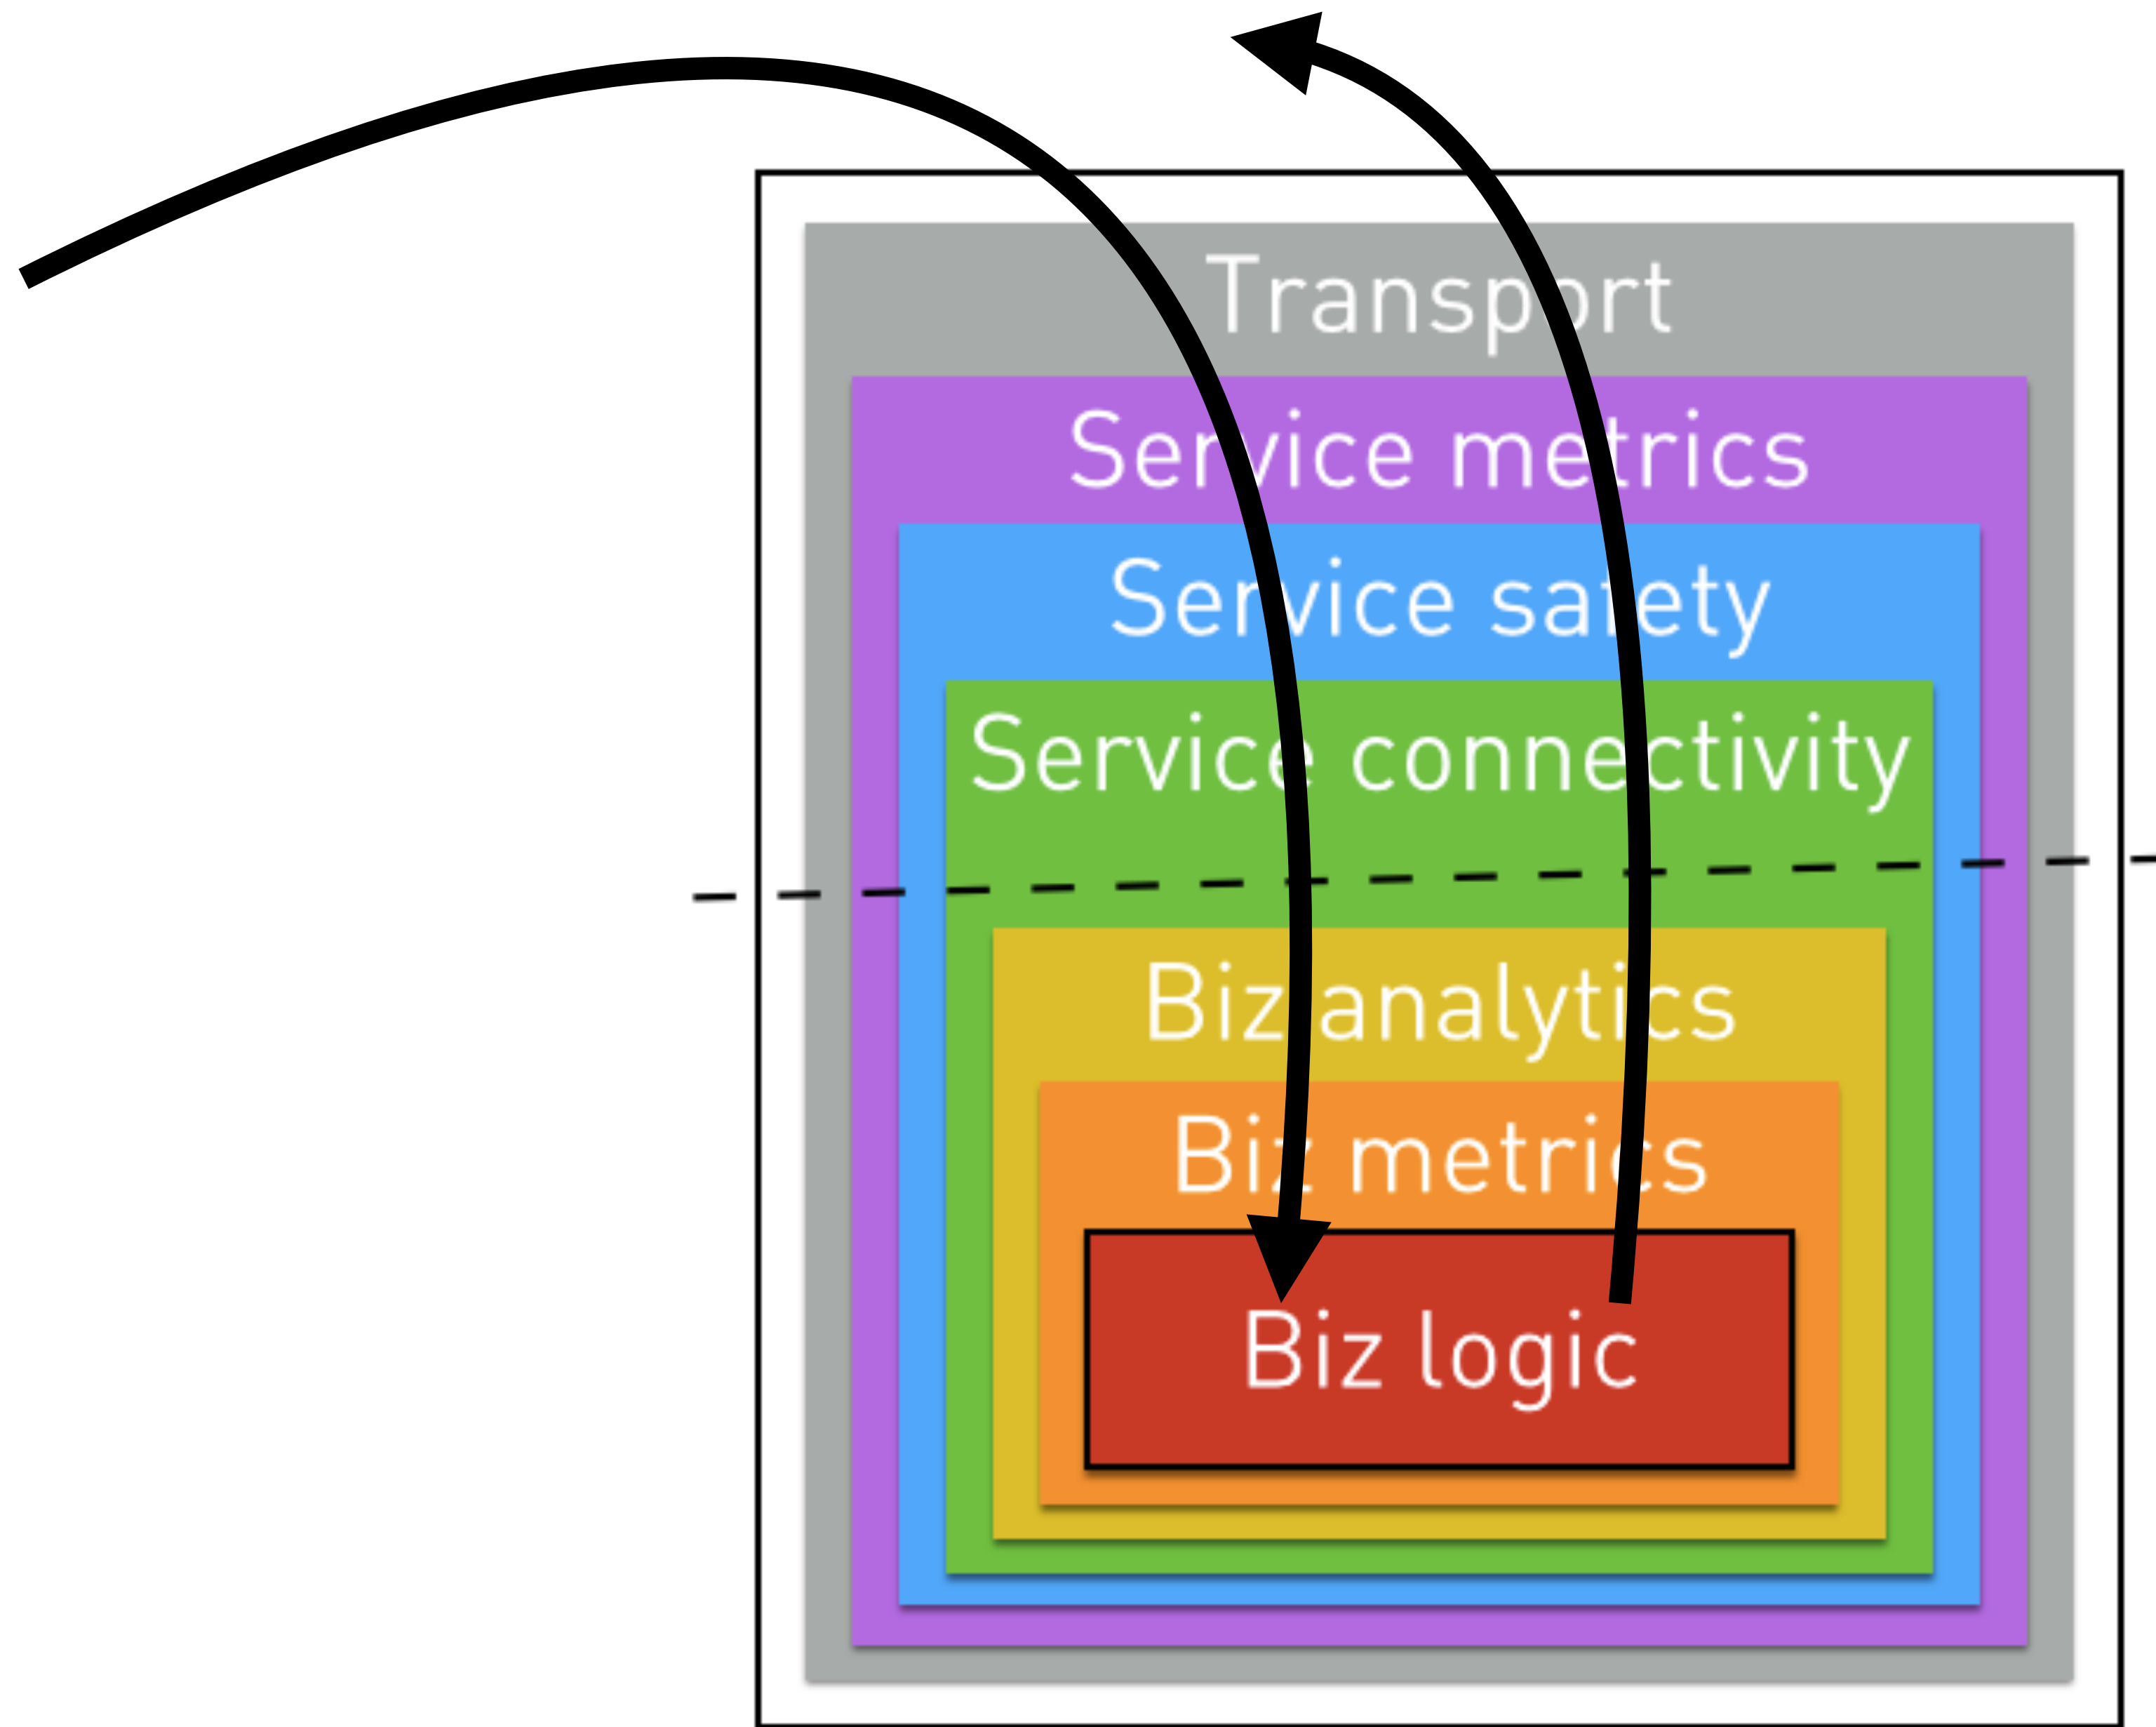 Transport
Service metrics
Service safety
Service connectivity
Biz analytics
Biz metrics
Biz logic